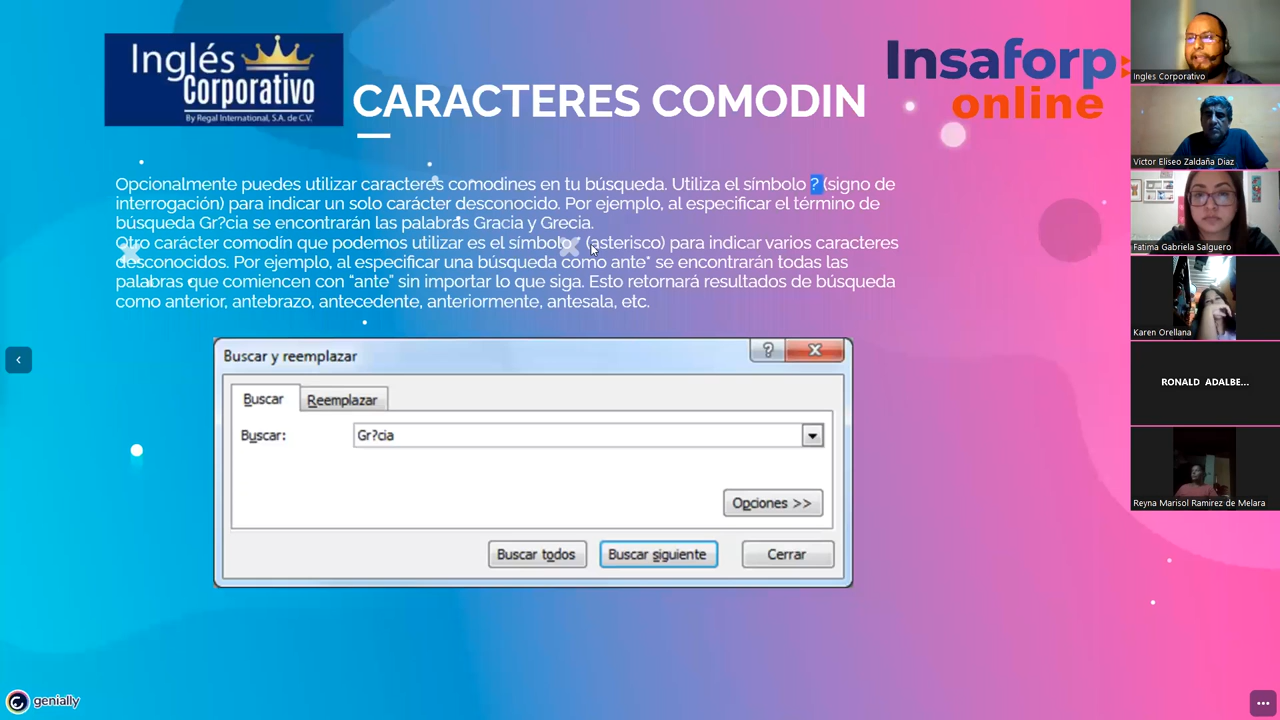 Inglés
Corporativo
By Regal International, S.A. de C.V.
CARACTERES COMODIN
Insaforp
online
Opcionalmente puedes utilizar caracteres comodines en tu búsqueda. Utiliza el símbolo ? (signo de
interrogación) para indicar un solo carácter desconocido. Por ejemplo, al especificar el término de
búsqueda Gr?cia se encontrarán las palabras Gracia y Grecia.
Otro carácter comodín que podemos utilizar es el símbolo * (asterisco) para indicar varios caracteres
desconocidos. Por ejemplo, al especificar una búsqueda como ante* se encontrarán todas las
palabras que comiencen con “ante” sin importar lo que siga. Esto retornará resultados de búsqueda
como anterior, antebrazo, antecedente, anteriormente, antesala, etc.
Buscar y reemplazar
?
Buscar
Reemplazar
Buscar:
Gr?cia
Opciones >>
Buscar todos
Buscar siguiente
Cerrar
genially
Ingles Corporativo
Victor Eliseo Zaldaña Diaz
Fatima Gabriela Salguero
Karen Orellana
RONALD ADALBE...
Reyna Marisol Ramirez de Melara